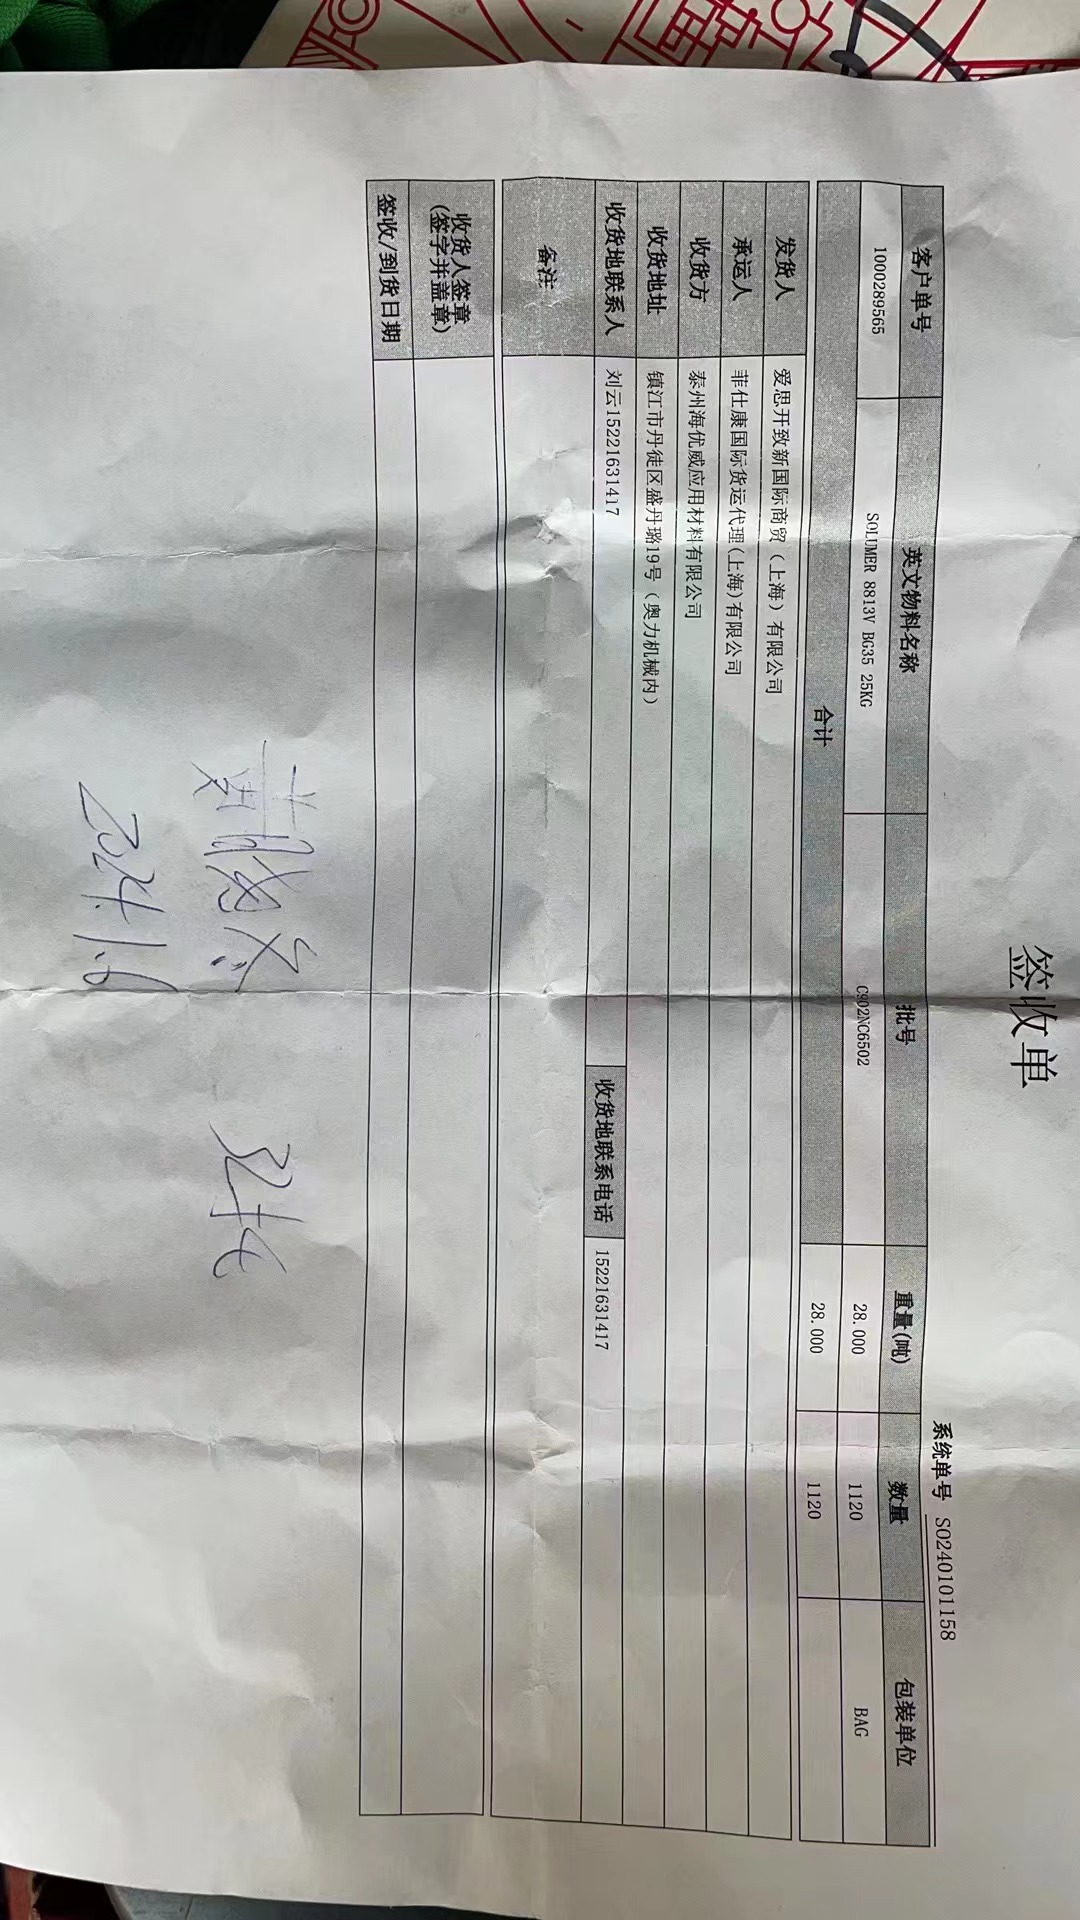 签收单
系统单号 SO240101158
客户单号 英文物料名称 批号 重量(吨) 数量 包装单位
1000289565 SOLUMER 8813V BG35 25KG C902NC6502 28.000 1120 BAG
合计 28.000 1120
发货人 爱思开致新国际商贸（上海）有限公司
承运人 菲仕康国际货运代理(上海)有限公司
收货方 泰州海优威应用材料有限公司
收货地址 镇江市丹徒区盛丹璐19号（奥力机械内）
收货地联系人 刘云15221631417 收货地联系电话 15221631417
备注
收货人签章
(签字并盖章)
签收/到货日期
2024.1.6